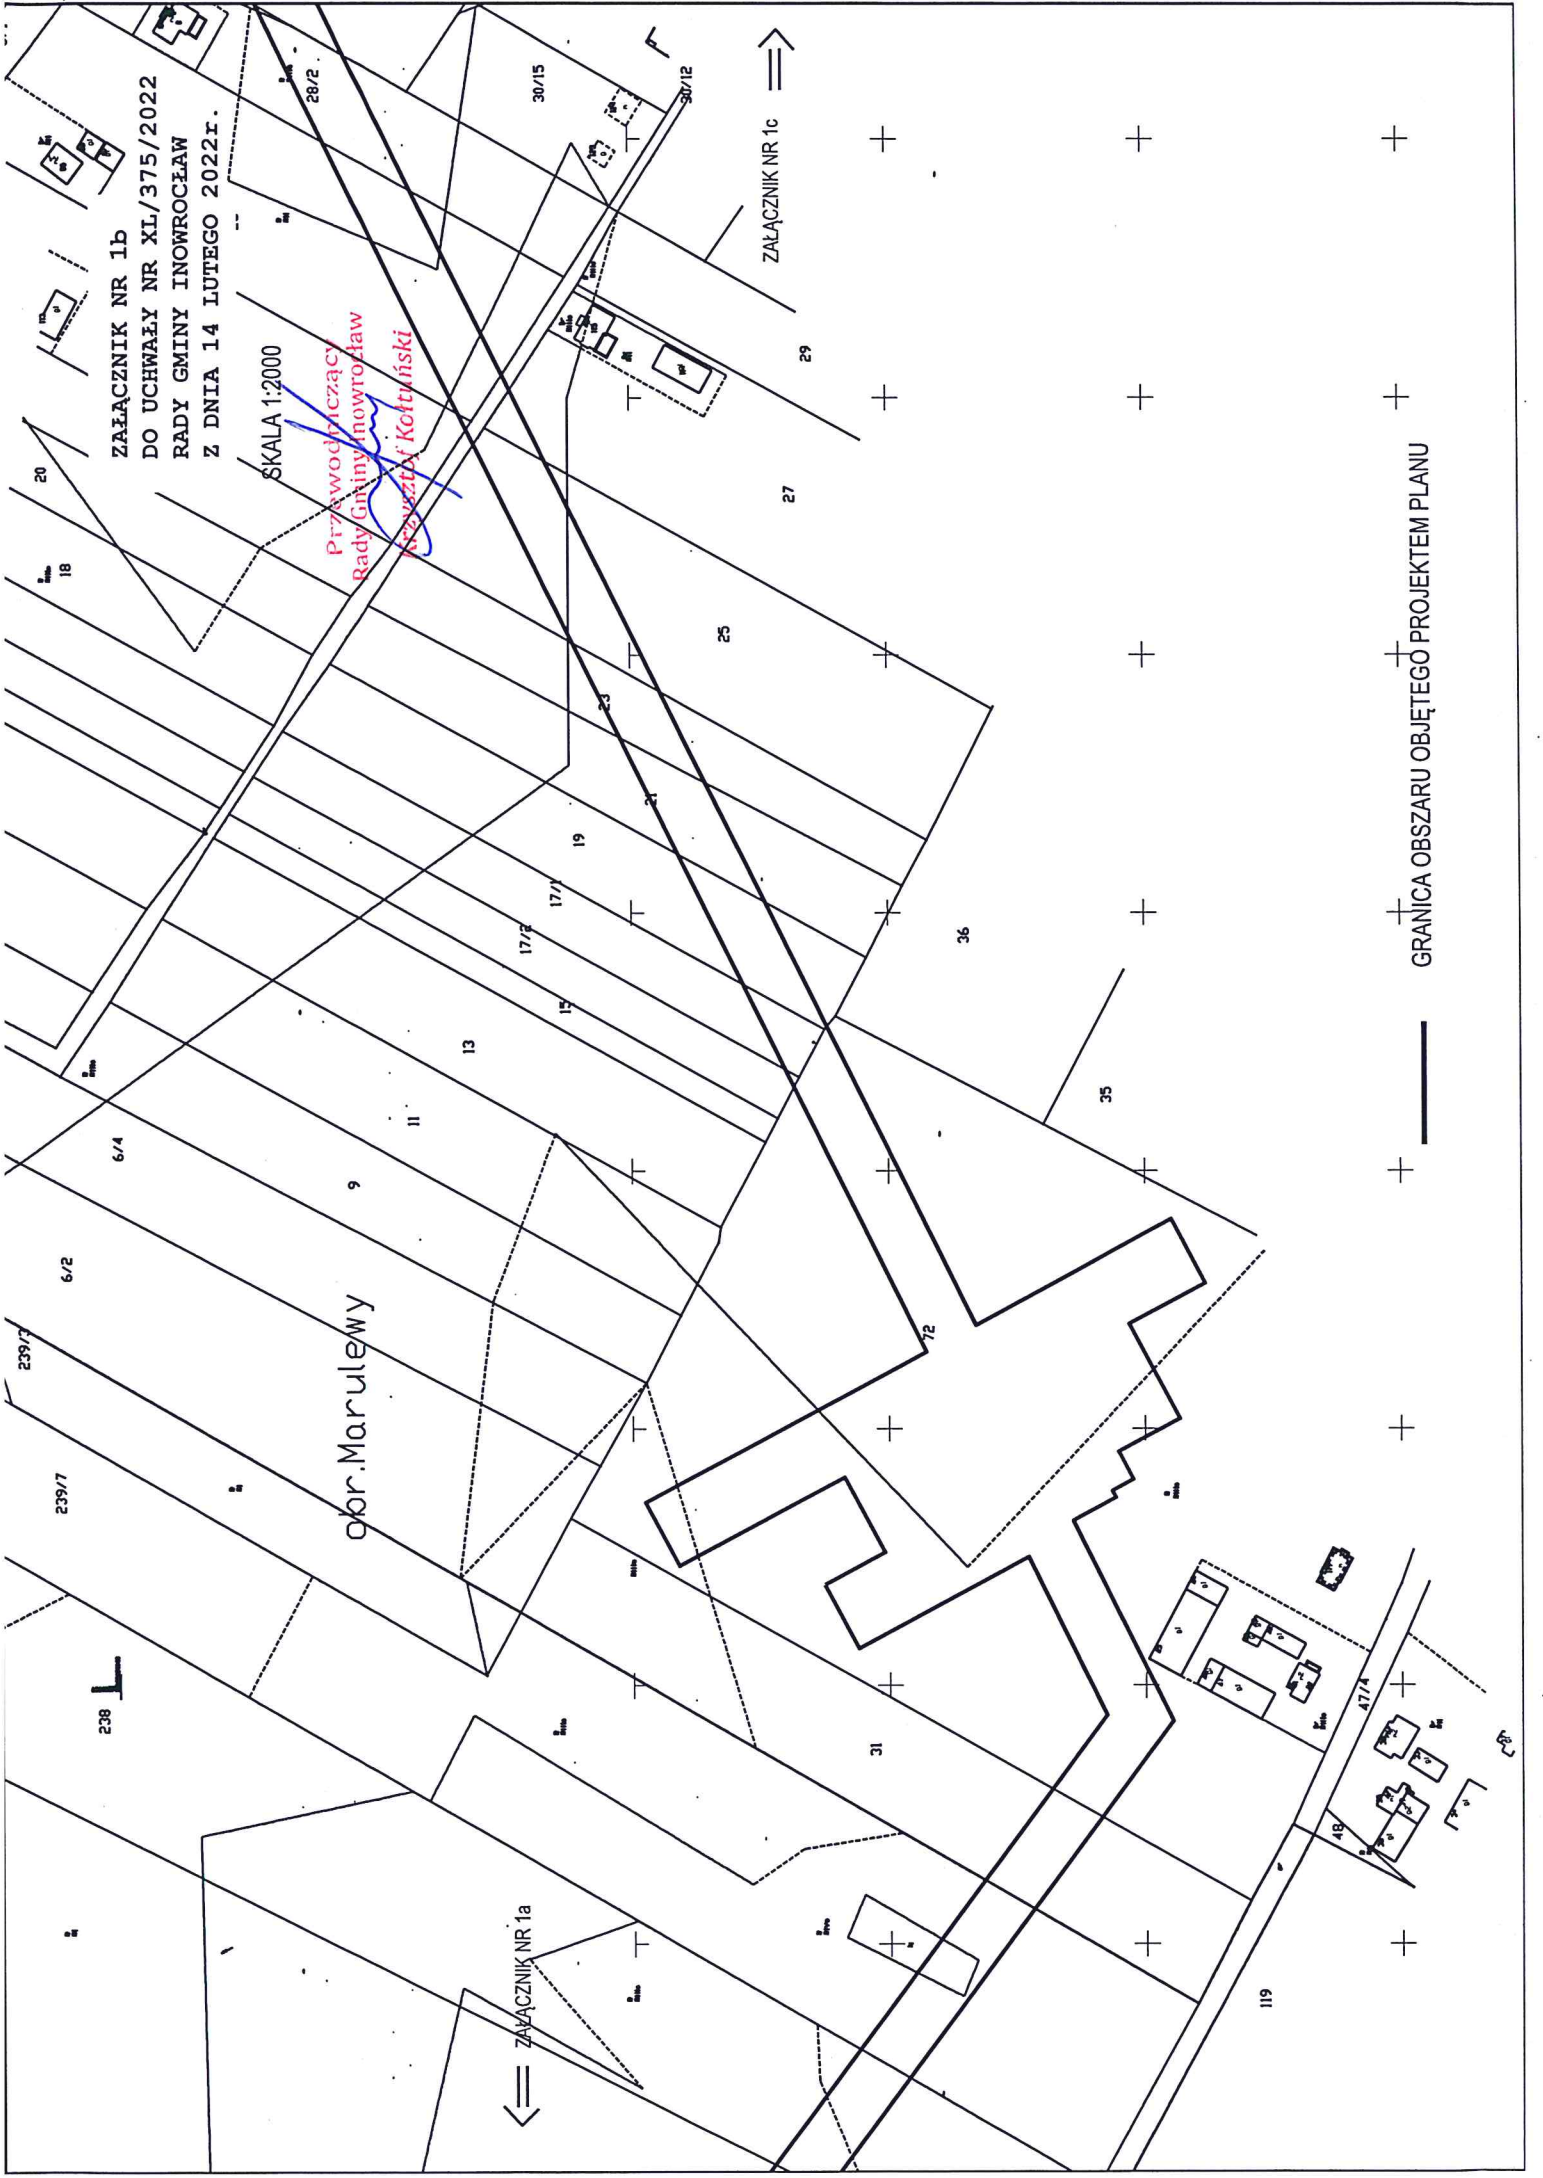 ZAŁĄCZNIK NR 1b
DO UCHWAŁY NR XL/375/2022
RADY GMINY INOWROCŁAW
Z DNIA 14 LUTEGO 2022r.
SKALA 1:2000
Przewodniczący
Rady Gminy Inowrocław
Krzysztof Kołtuński
ZAŁĄCZNIK NR 1a
ZAŁĄCZNIK NR 1c
obr.Marulewy
238
239/7
239/3
6/2
6/4
9
11
13
15
17/2
17/1
18
19
20
21
23
25
27
28/2
29
30/15
30/12
31
72
35
36
119
48
47/4
GRANICA OBSZARU OBJĘTEGO PROJEKTEM PLANU